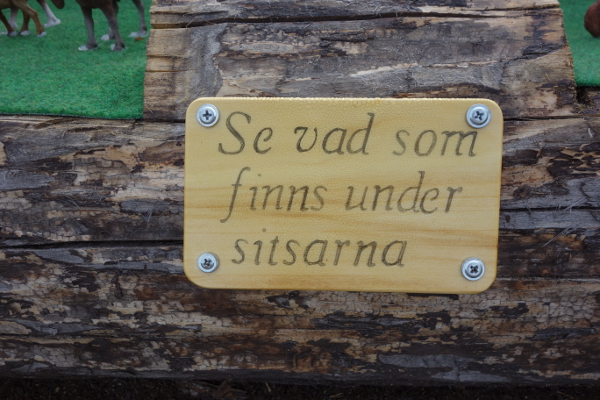 Se vad som
finns under
sitsarna